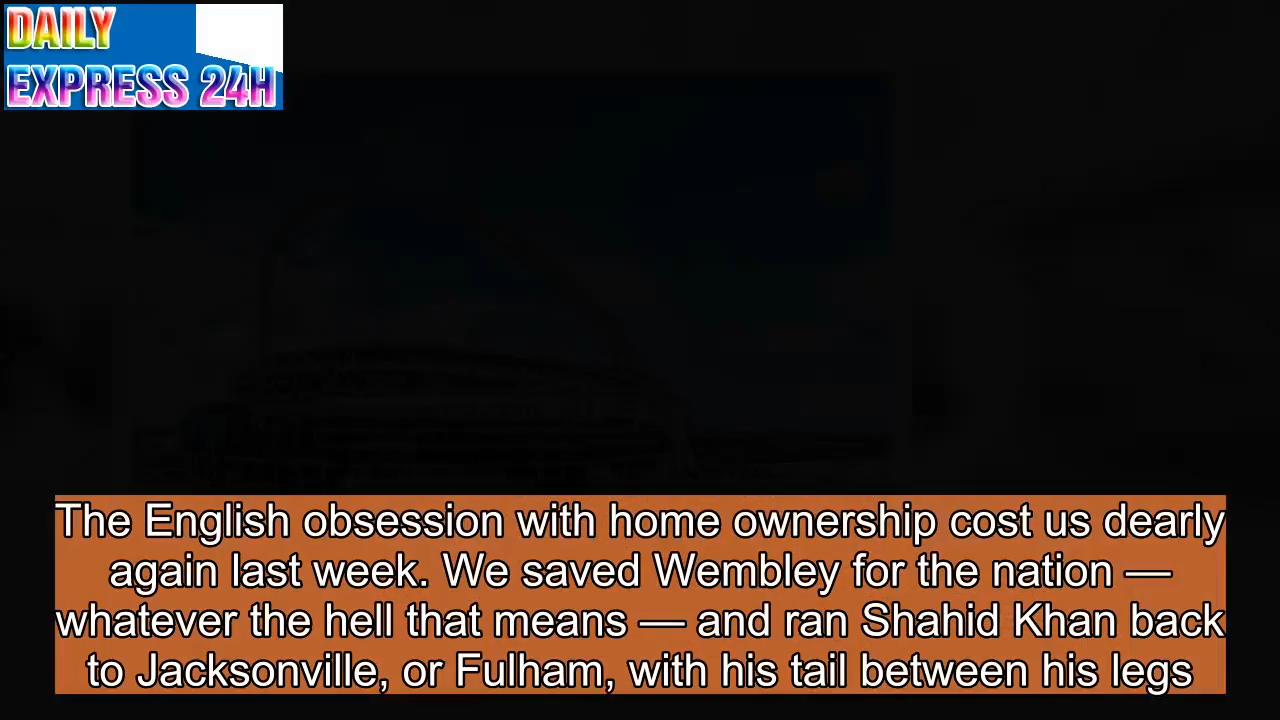 DAILY
EXPRESS 24H
The English obsession with home ownership cost us dearly
again last week. We saved Wembley for the nation —
whatever the hell that means — and ran Shahid Khan back
to Jacksonville, or Fulham, with his tail between his legs